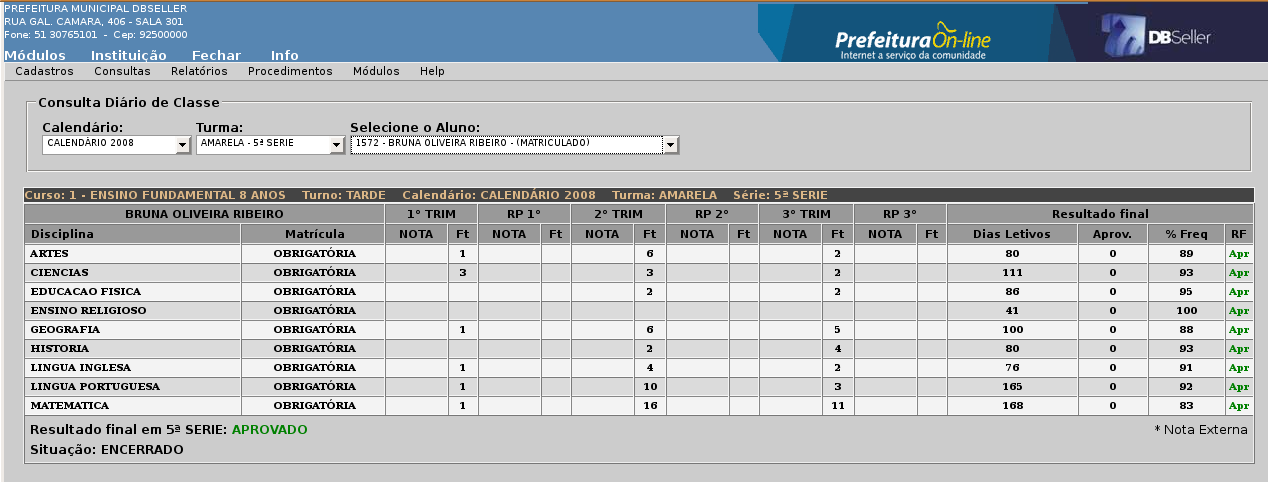 PREFEITURA MUNICIPAL DBSELLER
RUA GAL. CAMARA, 406 - SALA 301
Fone: 51 30765101 - Cep: 92500000
Módulos Instituição Fechar Info
Prefeitura On-line
Internet a serviço da comunidade
DBSeller
Cadastros Consultas Relatórios Procedimentos Módulos Help
Consulta Diário de Classe
Calendário: Turma: Selecione o Aluno:
CALENDÁRIO 2008 AMARELA - 5ª SERIE 1572 - BRUNA OLIVEIRA RIBEIRO - (MATRICULADO)
Curso: 1 - ENSINO FUNDAMENTAL 8 ANOS Turno: TARDE Calendário: CALENDÁRIO 2008 Turma: AMARELA Série: 5ª SERIE
BRUNA OLIVEIRA RIBEIRO 1° TRIM RP 1° 2° TRIM RP 2° 3° TRIM RP 3° Resultado final
Disciplina Matrícula NOTA Ft NOTA Ft NOTA Ft NOTA Ft NOTA Ft NOTA Ft Dias Letivos Aprov. % Freq RF
ARTES OBRIGATÓRIA 1 6 2 80 0 89 Apr
CIENCIAS OBRIGATÓRIA 3 3 2 111 0 93 Apr
EDUCACAO FISICA OBRIGATÓRIA 2 2 86 0 95 Apr
ENSINO RELIGIOSO OBRIGATÓRIA 41 0 100 Apr
GEOGRAFIA OBRIGATÓRIA 1 6 5 100 0 88 Apr
HISTORIA OBRIGATÓRIA 2 4 80 0 93 Apr
LINGUA INGLESA OBRIGATÓRIA 1 4 2 76 0 91 Apr
LINGUA PORTUGUESA OBRIGATÓRIA 1 10 3 165 0 92 Apr
MATEMATICA OBRIGATÓRIA 1 16 11 168 0 83 Apr
Resultado final em 5ª SERIE: APROVADO * Nota Externa
Situação: ENCERRADO